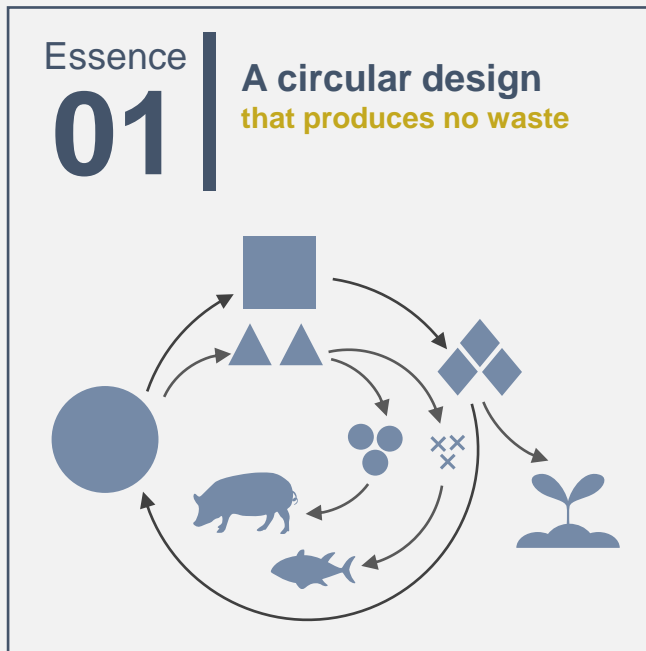 Essence
01
A circular design
that produces no waste